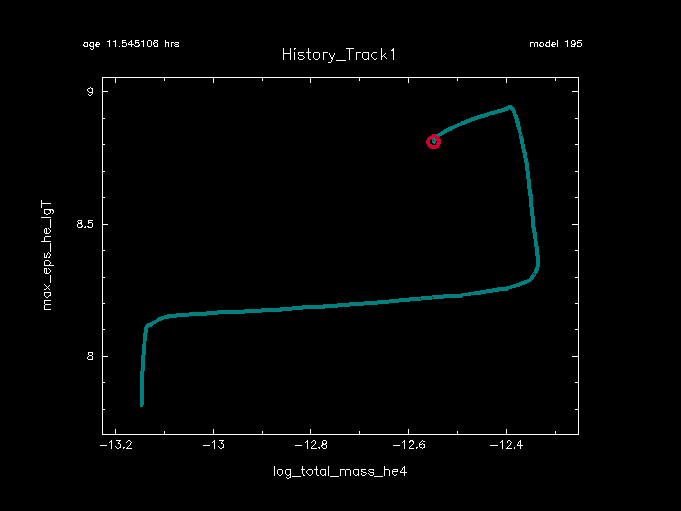 age 11.545106 hrs
model 195
History_Track1
9
8.5
8
max_eps_he_lgT
−13.2
−13
−12.8
−12.6
−12.4
log_total_mass_he4